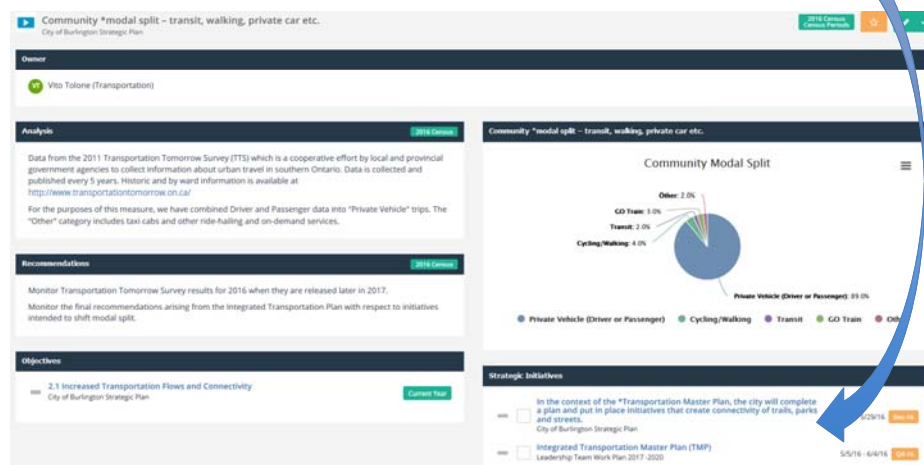 Community *modal split – transit, walking, private car etc.
City of Burlington Strategic Plan
2016 Census
Census Periods
Owner
VT
Vito Tolone (Transportation)
Analysis
2016 Census
Data from the 2011 Transportation Tomorrow Survey (TTS) which is a cooperative effort by local and provincial
government agencies to collect information about urban travel in southern Ontario. Data is collected and
published every 5 years. Historic and by ward information is available at
http://www.transportationtomorrow.on.ca/
For the purposes of this measure, we have combined Driver and Passenger data into "Private Vehicle" trips. The
"Other" category includes taxi cabs and other ride-hailing and on-demand services.
Recommendations
2016 Census
Monitor Transportation Tomorrow Survey results for 2016 when they are released later in 2017.
Monitor the final recommendations arising from the Integrated Transportation Plan with respect to initiatives
intended to shift modal split.
Objectives
2.1 Increased Transportation Flows and Connectivity
City of Burlington Strategic Plan
Current Year
Community *modal split – transit, walking, private car etc.
Community Modal Split
Other: 2.0%
GO Train: 3.0%
Transit: 2.0%
Cycling/Walking: 4.0%
Private Vehicle (Driver or Passenger): 89.0%
Private Vehicle (Driver or Passenger) Cycling/Walking Transit GO Train Oth
Strategic Initiatives
In the context of the *Transportation Master Plan, the city will complete
a plan and put in place initiatives that create connectivity of trails, parks
and streets.
City of Burlington Strategic Plan
Integrated Transportation Master Plan (TMP)
Leadership Team Work Plan 2017 -2020
5/5/16 - 6/4/16